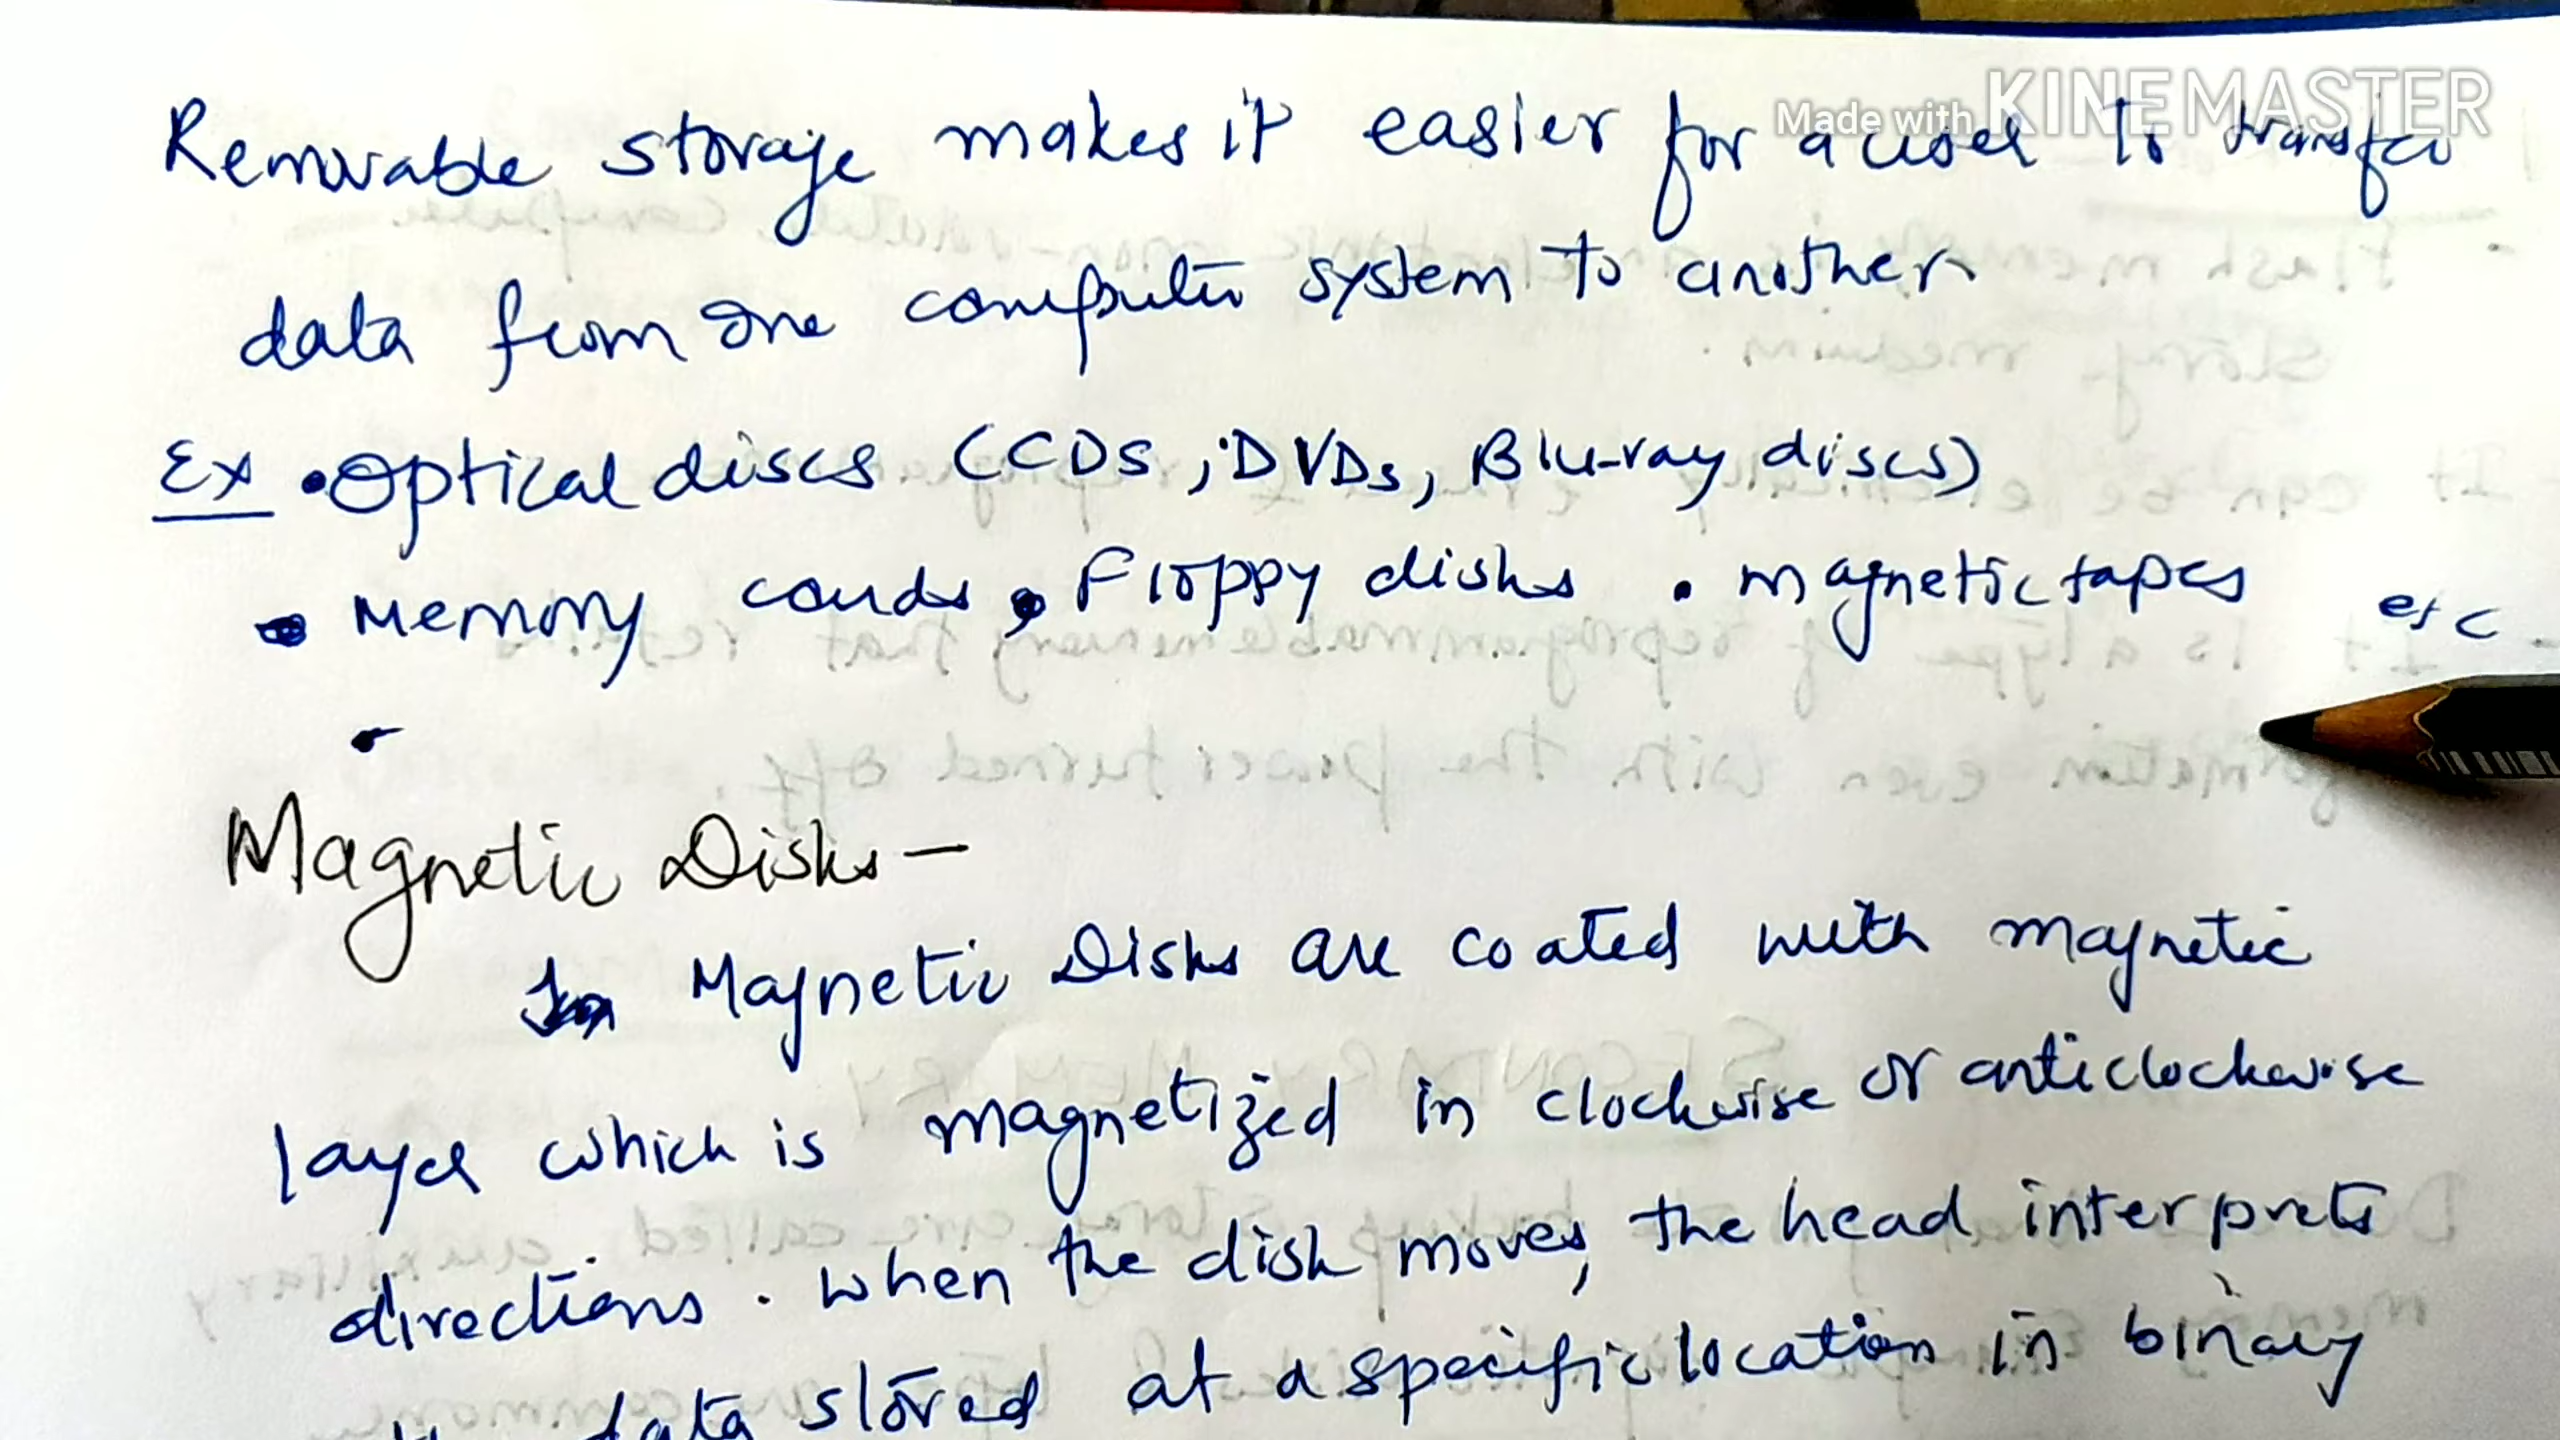 Made with KINEMASTER
Removable storage makes it easier for a user to transfer
data from one computer system to another
Ex • Optical discs (CDs, DVDs, Blu-ray discs)
• Memory cards • Floppy disks • magnetic tapes etc
Magnetic Disks –
Magnetic Disks are coated with magnetic
layer which is magnetized in clockwise or anticlockwise
directions. when the disk moves, the head interprets
data stored at a specific location in binary